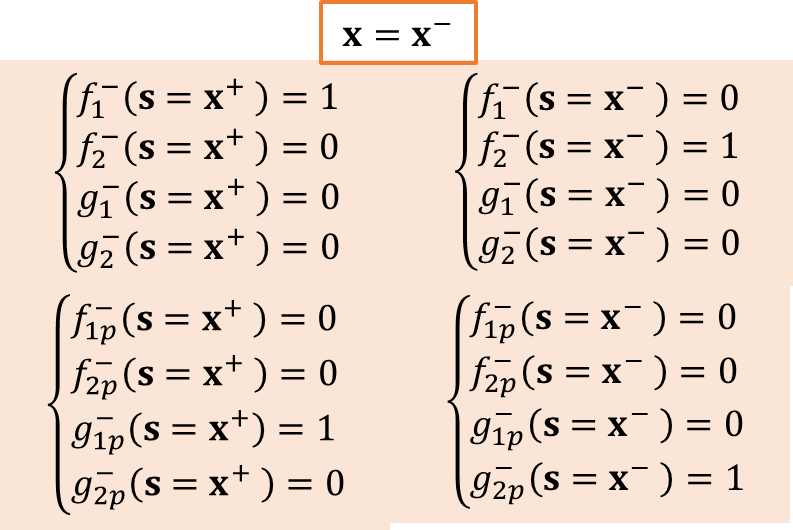 𝐱 = 𝐱⁻
f₁⁻(𝐬 = 𝐱⁺ ) = 1
f₂⁻(𝐬 = 𝐱⁺ ) = 0
g₁⁻(𝐬 = 𝐱⁺ ) = 0
g₂⁻(𝐬 = 𝐱⁺ ) = 0
f₁⁻(𝐬 = 𝐱⁻ ) = 0
f₂⁻(𝐬 = 𝐱⁻ ) = 1
g₁⁻(𝐬 = 𝐱⁻ ) = 0
g₂⁻(𝐬 = 𝐱⁻ ) = 0
f₁ₚ⁻(𝐬 = 𝐱⁺ ) = 0
f₂ₚ⁻(𝐬 = 𝐱⁺ ) = 0
g₁ₚ⁻(𝐬 = 𝐱⁺) = 1
g₂ₚ⁻(𝐬 = 𝐱⁺ ) = 0
f₁ₚ⁻(𝐬 = 𝐱⁻ ) = 0
f₂ₚ⁻(𝐬 = 𝐱⁻ ) = 0
g₁ₚ⁻(𝐬 = 𝐱⁻ ) = 0
g₂ₚ⁻(𝐬 = 𝐱⁻ ) = 1